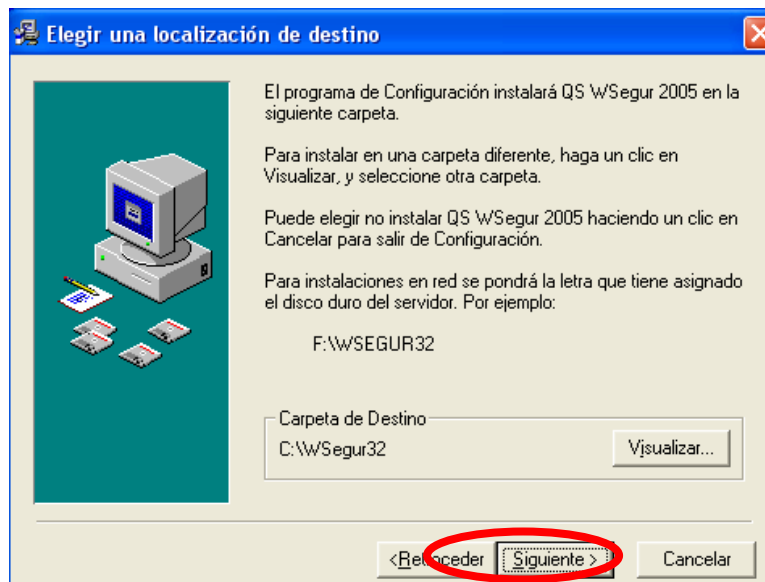 Elegir una localización de destino
El programa de Configuración instalará QS WSegur 2005 en la
siguiente carpeta.
Para instalar en una carpeta diferente, haga un clic en
Visualizar, y seleccione otra carpeta.
Puede elegir no instalar QS WSegur 2005 haciendo un clic en
Cancelar para salir de Configuración.
Para instalaciones en red se pondrá la letra que tiene asignado
el disco duro del servidor. Por ejemplo:
F:\WSEGUR32
Carpeta de Destino
C:\WSegur32
Visualizar...
<Retroceder
Siguiente >
Cancelar